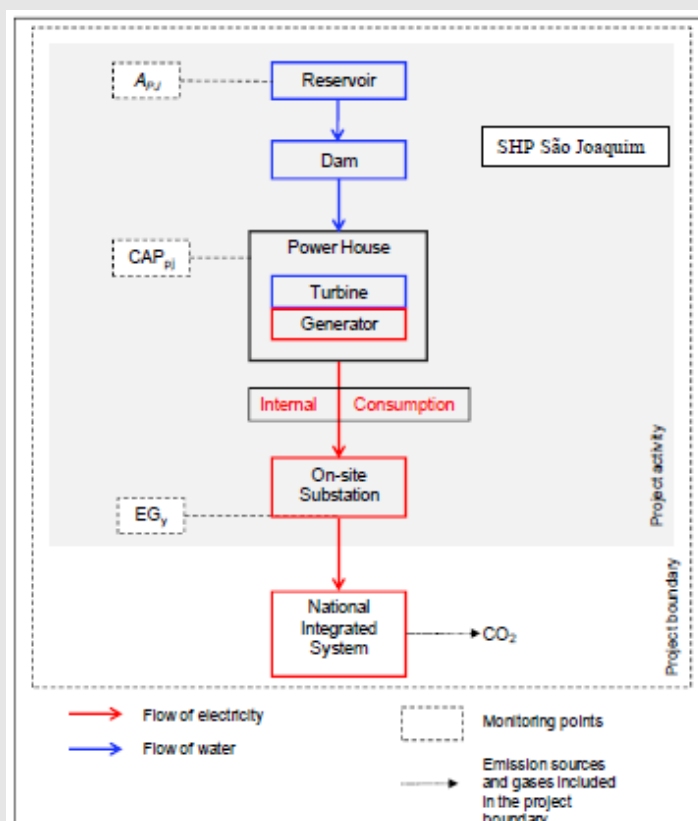 A_PJ
Reservoir
SHP São Joaquim
Dam
CAP_pj
Power House
Turbine
Generator
Internal Consumption
On-site
Substation
EG_y
Project activity
National
Integrated
System
CO₂
Project boundary
Flow of electricity
Flow of water
Monitoring points
Emission sources
and gases included
in the project
boundary